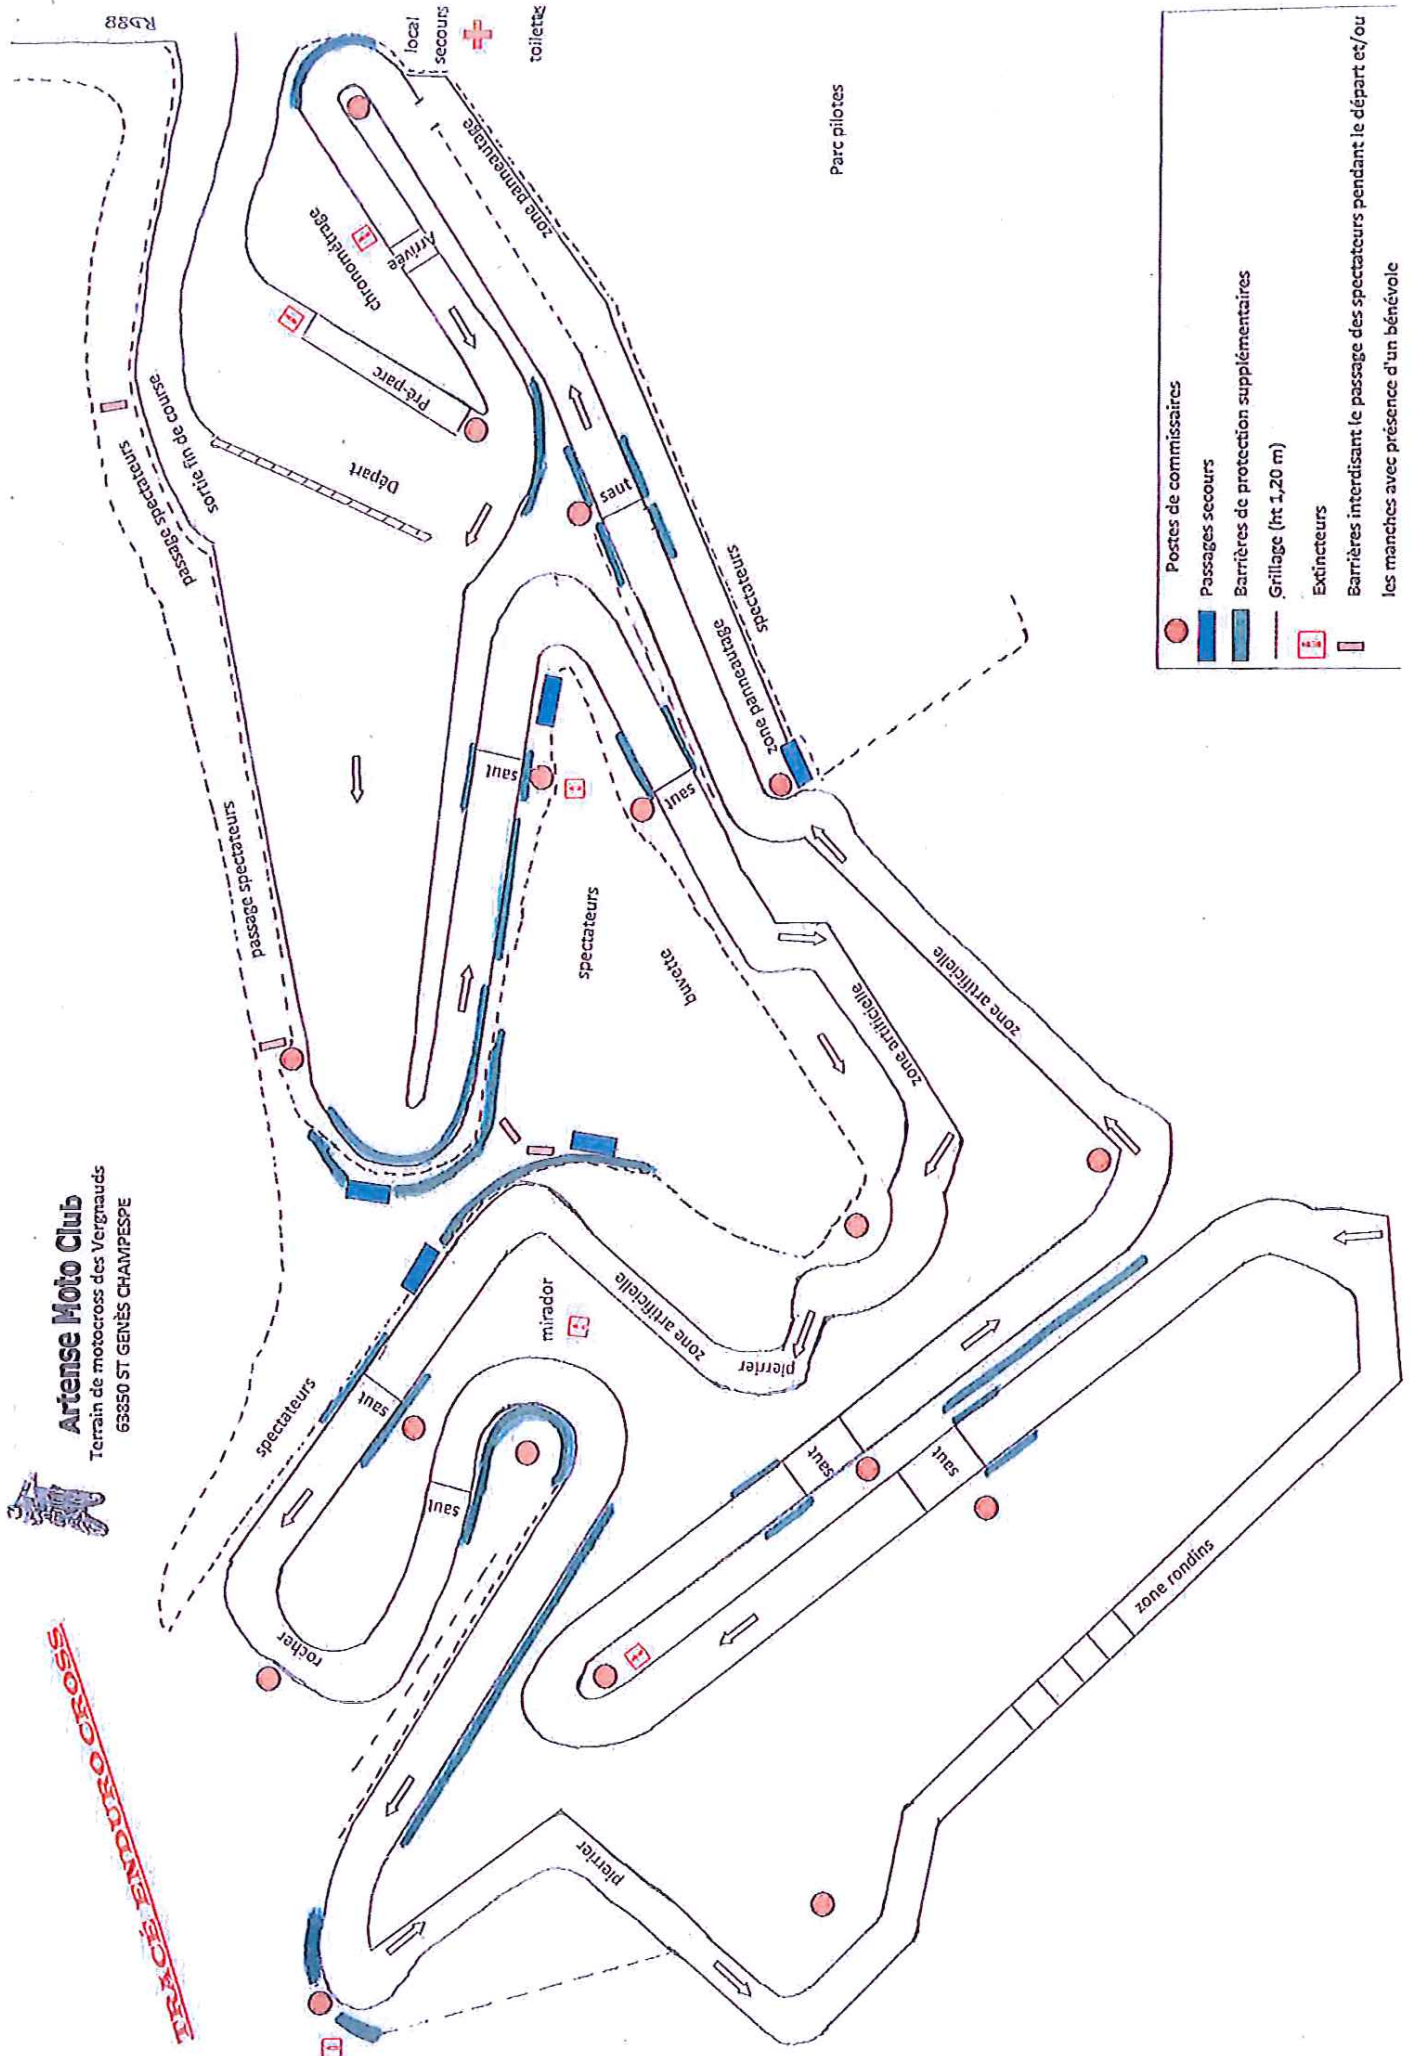 Artense Moto Club
Terrain de motocross des Vergnauds
63850 ST GENÈS CHAMPESPE
TRACÉ ENDURO CROSS
RD88
local
secours
toilettes
Parc pilotes
zone panneautage
chronométrage
Arrivée
Pré-parc
Départ
sortie fin de course
passage spectateurs
passage spectateurs
saut
spectateurs
zone panneautage
saut
saut
spectateurs
buvette
zone artificielle
zone artificielle
mirador
zone artificielle
pierrier
spectateurs
saut
saut
rocher
saut
saut
zone rondins
pierrier
Postes de commissaires
Passages secours
Barrières de protection supplémentaires
Grillage (ht 1,20 m)
Extincteurs
Barrières interdisant le passage des spectateurs pendant le départ et/ou
les manches avec présence d'un bénévole